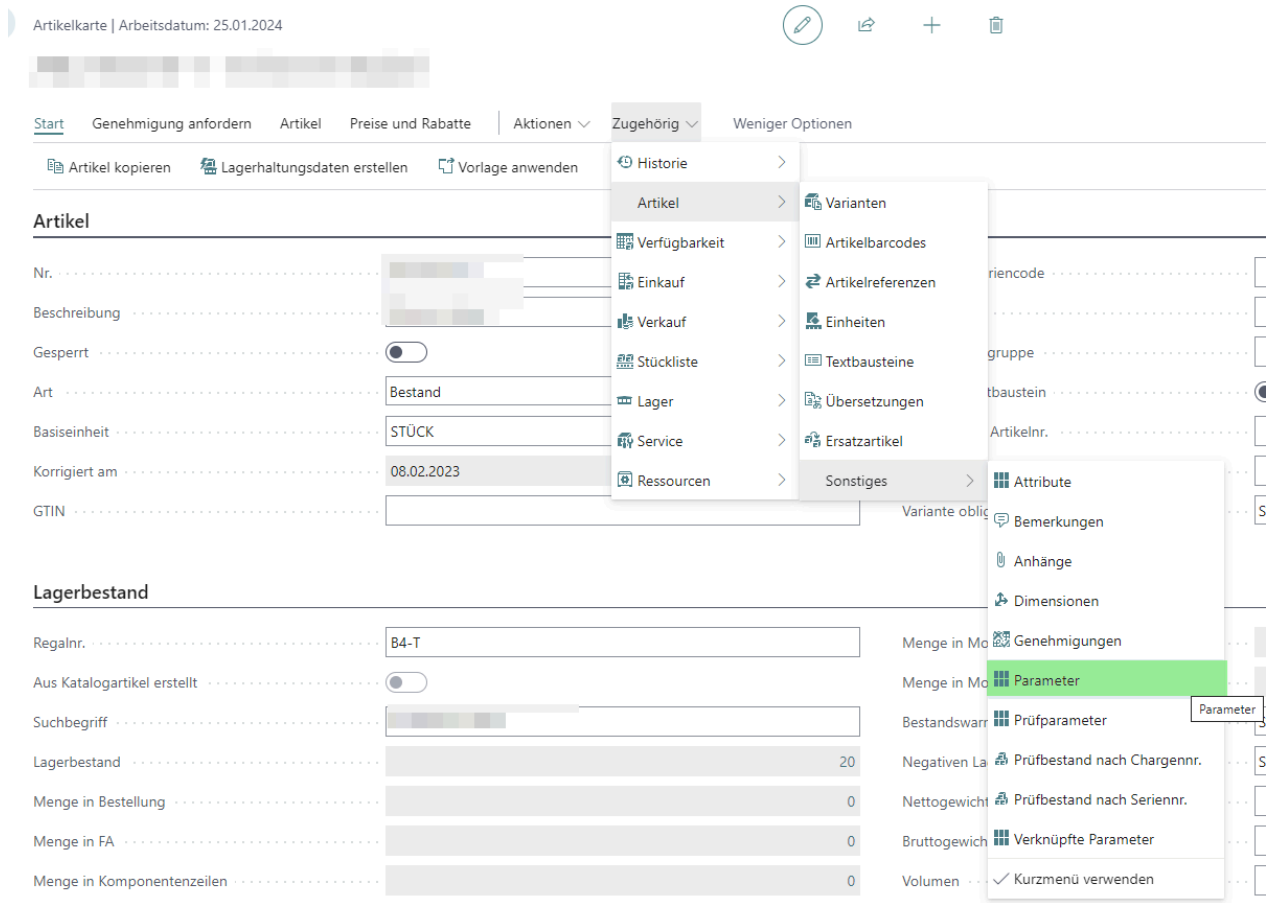 Artikelkarte | Arbeitsdatum: 25.01.2024
Start Genehmigung anfordern Artikel Preise und Rabatte Aktionen Zugehörig Weniger Optionen
Artikel kopieren Lagerhaltungsdaten erstellen Vorlage anwenden
Historie
Artikel
Verfügbarkeit
Einkauf
Verkauf
Stückliste
Lager
Service
Ressourcen
Varianten
Artikelbarcodes
Artikelreferenzen
Einheiten
Textbausteine
Übersetzungen
Ersatzartikel
Sonstiges
Attribute
Bemerkungen
Anhänge
Dimensionen
Genehmigungen
Parameter
Parameter
Prüfparameter
Prüfbestand nach Chargennr.
Prüfbestand nach Seriennr.
Verknüpfte Parameter
Kurzmenü verwenden
Artikel
Nr.
Beschreibung
Gesperrt
Art Bestand
Basiseinheit STÜCK
Korrigiert am 08.02.2023
GTIN
riencode
gruppe
tbaustein
Artikelnr.
Variante oblig
S
Lagerbestand
Regalnr. B4-T
Aus Katalogartikel erstellt
Suchbegriff
Lagerbestand 20
Menge in Bestellung 0
Menge in FA 0
Menge in Komponentenzeilen 0
Menge in Mo
Menge in Mo
Bestandswarn
Negativen La
S
Nettogewicht
Bruttogewich
Volumen